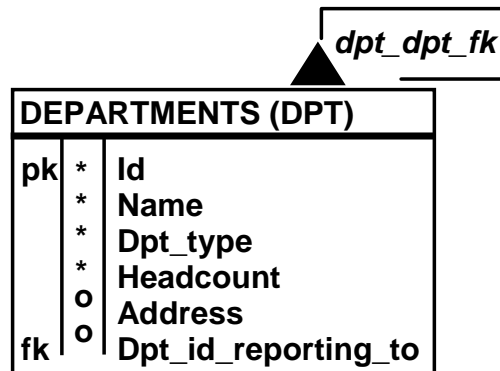 dpt_dpt_fk
DEPARTMENTS (DPT)
pk * Id
* Name
* Dpt_type
* Headcount
o Address
fk o Dpt_id_reporting_to